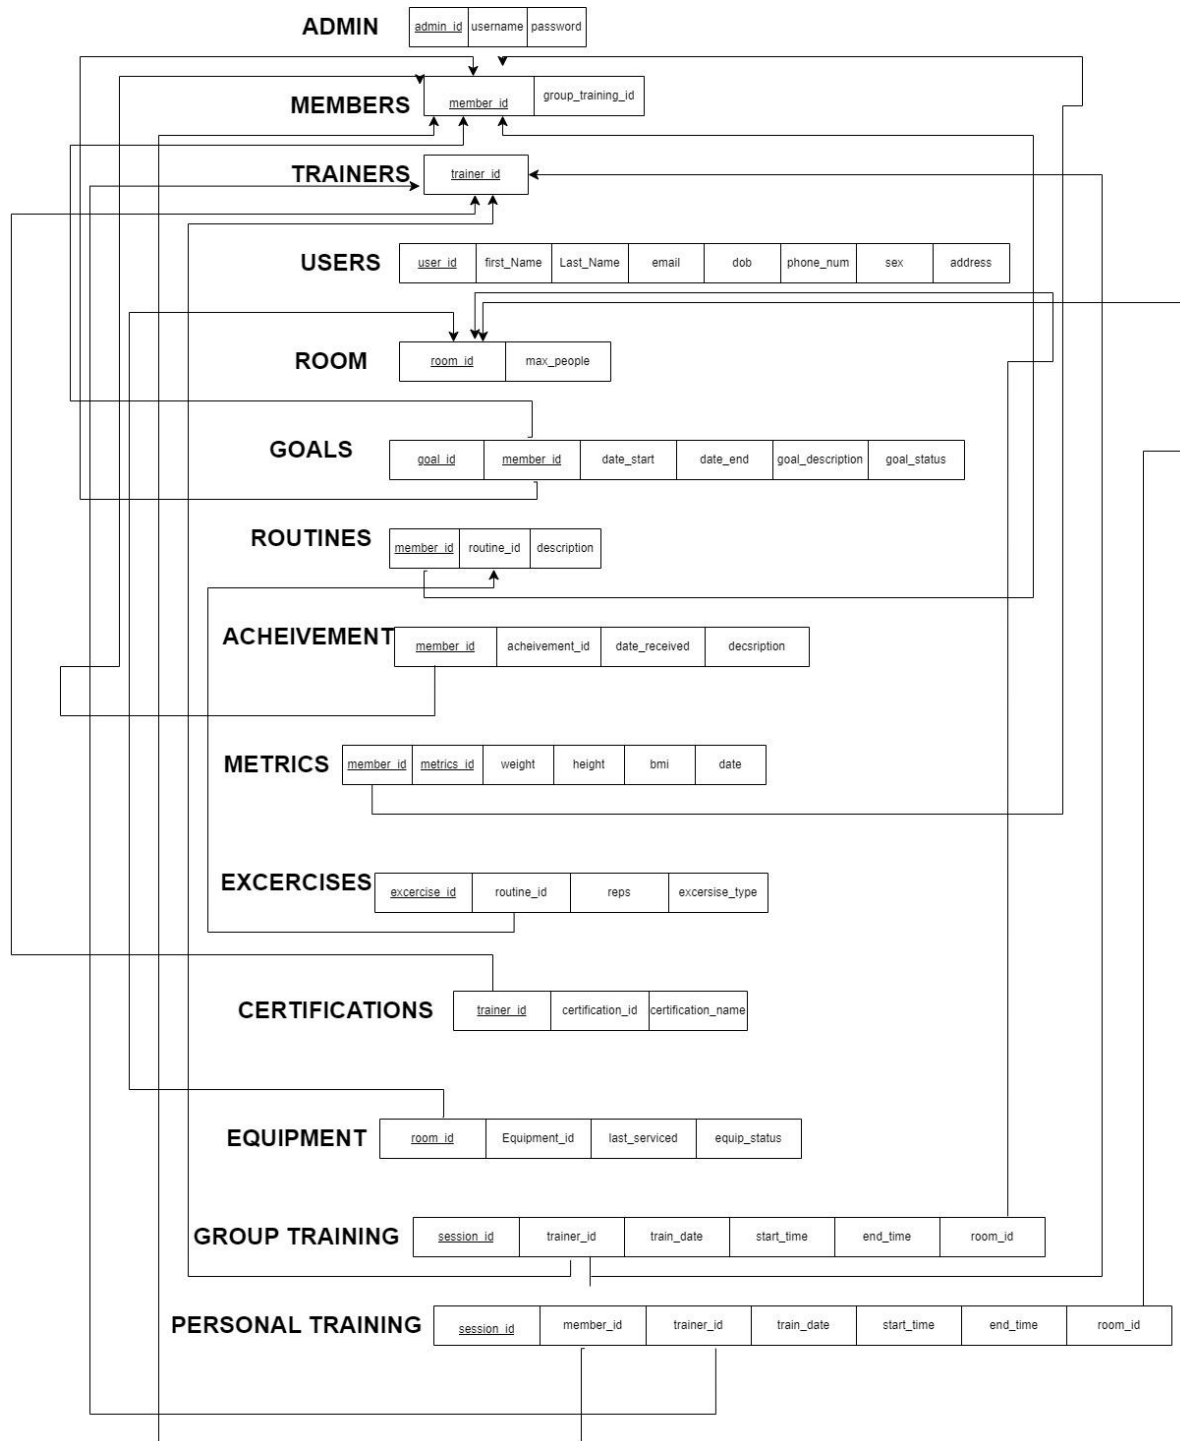 ADMIN admin_id username password
MEMBERS member_id group_training_id
TRAINERS trainer_id
USERS user_id first_Name Last_Name email dob phone_num sex address
ROOM room_id max_people
GOALS goal_id member_id date_start date_end goal_description goal_status
ROUTINES member_id routine_id description
ACHEIVEMENT member_id acheivement_id date_received decsription
METRICS member_id metrics_id weight height bmi date
EXCERCISES excercise_id routine_id reps excersise_type
CERTIFICATIONS trainer_id certification_id certification_name
EQUIPMENT room_id Equipment_id last_serviced equip_status
GROUP TRAINING session_id trainer_id train_date start_time end_time room_id
PERSONAL TRAINING session_id member_id trainer_id train_date start_time end_time room_id